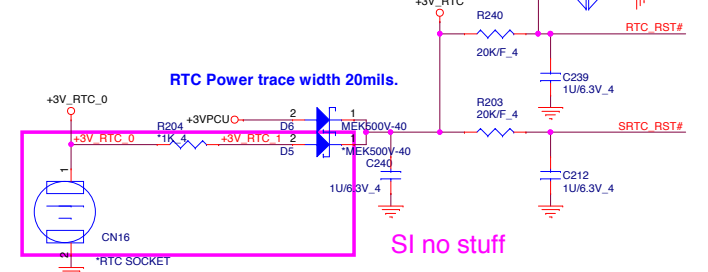 +3V_RTC
R240
RTC_RST#
20K/F_4
RTC Power trace width 20mils.
C239
1U/6.3V_4
+3V_RTC_0
+3VPCU
2
1
R203
20K/F_4
R204
D6
MEK500V-40
SRTC_RST#
+3V_RTC_0
*1K_4
+3V_RTC_1
2
1
D5
*MEK500V-40
C240
1U/6.3V_4
C212
1U/6.3V_4
1
CN16
SI no stuff
2
*RTC SOCKET